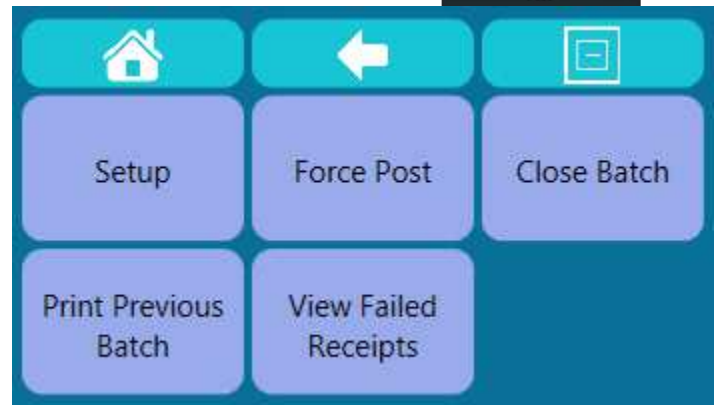 Setup
Force Post
Close Batch
Print Previous
Batch
View Failed
Receipts